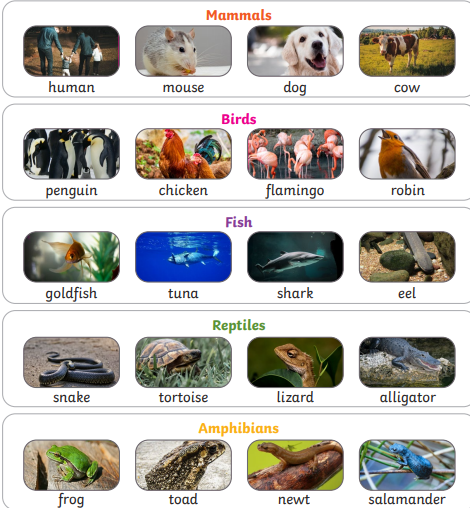 Mammals
human mouse dog cow
Birds
penguin chicken flamingo robin
Fish
goldfish tuna shark eel
Reptiles
snake tortoise lizard alligator
Amphibians
frog toad newt salamander